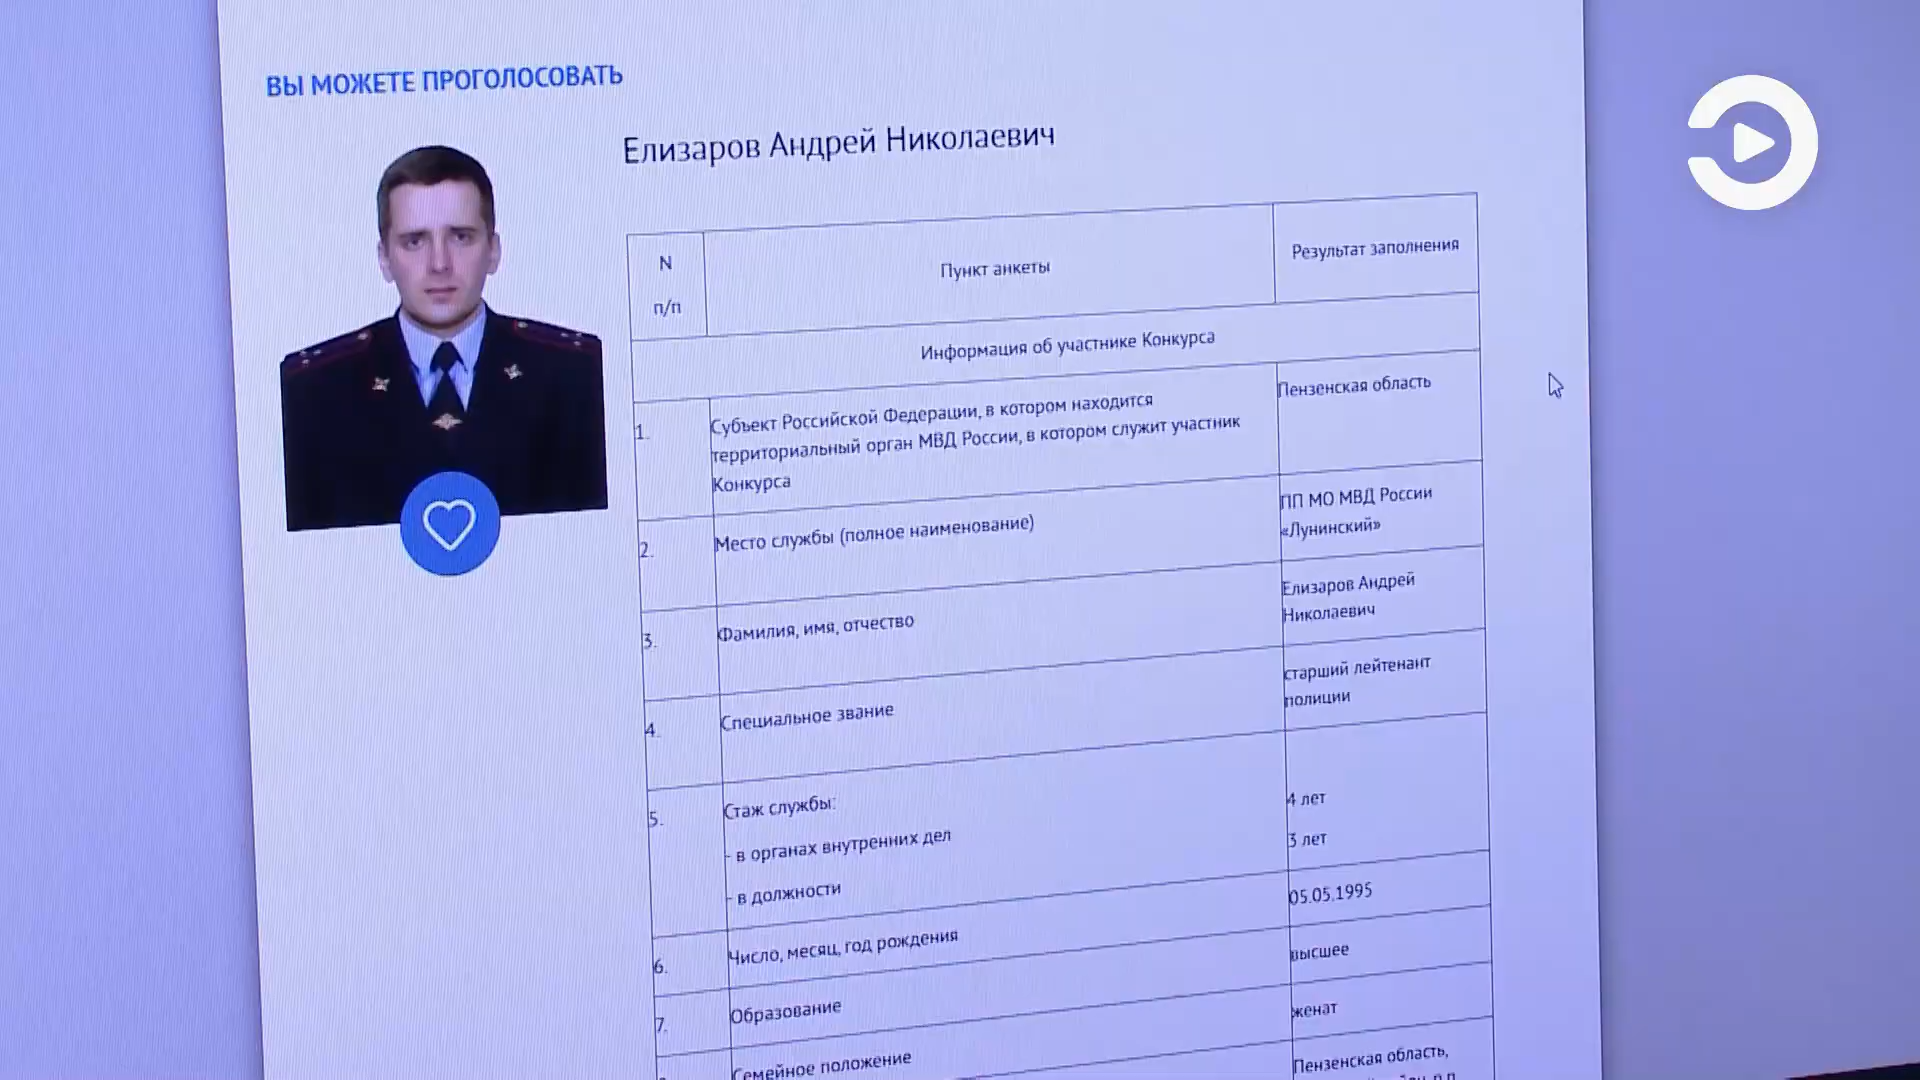 ВЫ МОЖЕТЕ ПРОГОЛОСОВАТЬ
Елизаров Андрей Николаевич
N
п/п
Пункт анкеты
Результат заполнения
Информация об участнике Конкурса
1.
Субъект Российской Федерации, в котором находится
территориальный орган МВД России, в котором служит участник
Конкурса
Пензенская область
2.
Место службы (полное наименование)
ПП МО МВД России
«Лунинский»
3.
Фамилия, имя, отчество
Елизаров Андрей
Николаевич
4.
Специальное звание
старший лейтенант
полиции
5.
Стаж службы:
- в органах внутренних дел
- в должности
4 лет
3 лет
6.
Число, месяц, год рождения
05.05.1995
7.
Образование
высшее
Семейное положение
женат
Пензенская область,